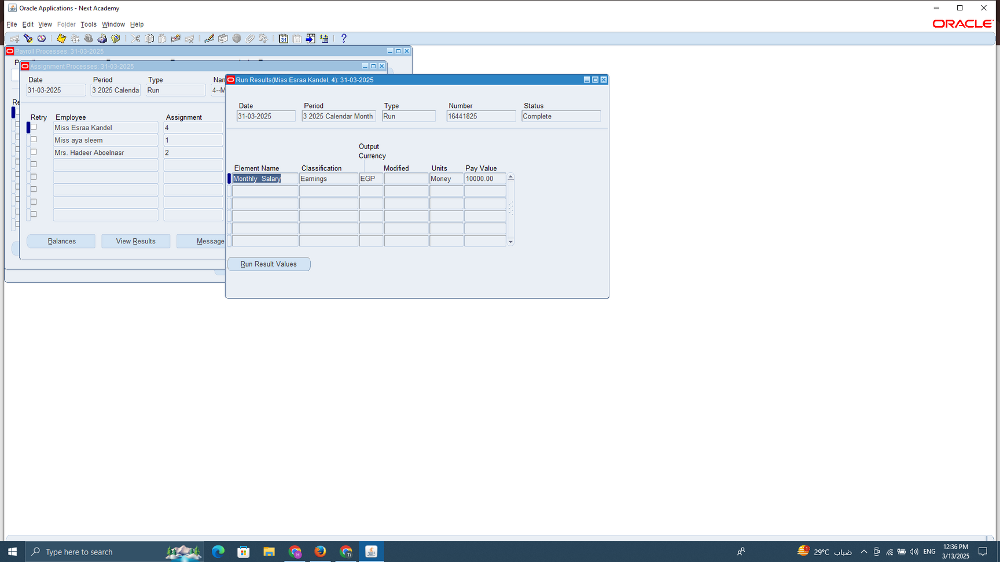 Oracle Applications - Next Academy
File Edit View Folder Tools Window Help
ORACLE
Payroll Processes: 31-03-2025
Assignment Processes: 31-03-2025
Date Period Type
31-03-2025 3 2025 Calenda Run 4--M
Retry Employee Assignment
Miss Esraa Kandel 4
Miss aya sleem 1
Mrs. Hadeer Aboelnasr 2
Balances View Results Message
Run Results(Miss Esraa Kandel, 4): 31-03-2025
Date Period Type Number Status
31-03-2025 3 2025 Calendar Month Run 16441825 Complete
Output
Currency
Element Name Classification Modified Units Pay Value
Monthly Salary Earnings EGP Money 10000.00
Run Result Values
Type here to search
29°C ضباب ENG
12:36 PM
3/13/2025